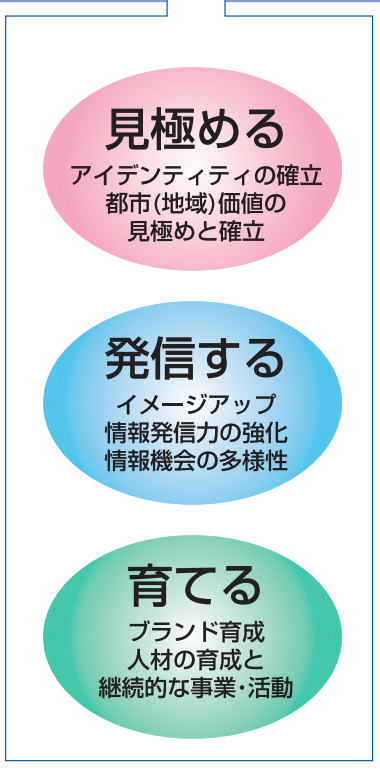 見極める
アイデンティティの確立
都市(地域)価値の
見極めと確立
発信する
イメージアップ
情報発信力の強化
情報機会の多様性
育てる
ブランド育成
人材の育成と
継続的な事業・活動